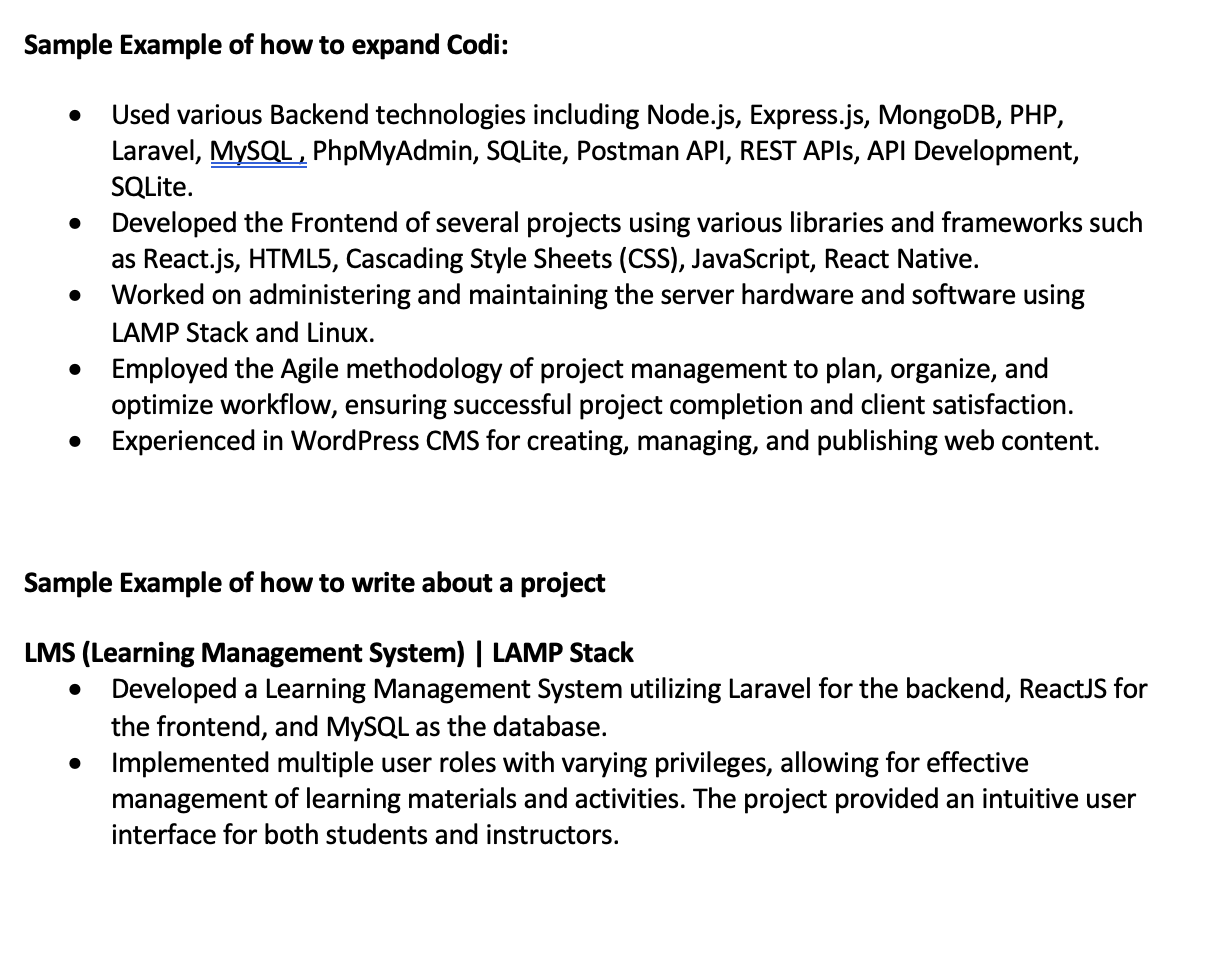 Sample Example of how to expand Codi:
• Used various Backend technologies including Node.js, Express.js, MongoDB, PHP,
Laravel, MySQL , PhpMyAdmin, SQLite, Postman API, REST APIs, API Development,
SQLite.
• Developed the Frontend of several projects using various libraries and frameworks such
as React.js, HTML5, Cascading Style Sheets (CSS), JavaScript, React Native.
• Worked on administering and maintaining the server hardware and software using
LAMP Stack and Linux.
• Employed the Agile methodology of project management to plan, organize, and
optimize workflow, ensuring successful project completion and client satisfaction.
• Experienced in WordPress CMS for creating, managing, and publishing web content.
Sample Example of how to write about a project
LMS (Learning Management System) | LAMP Stack
• Developed a Learning Management System utilizing Laravel for the backend, ReactJS for
the frontend, and MySQL as the database.
• Implemented multiple user roles with varying privileges, allowing for effective
management of learning materials and activities. The project provided an intuitive user
interface for both students and instructors.